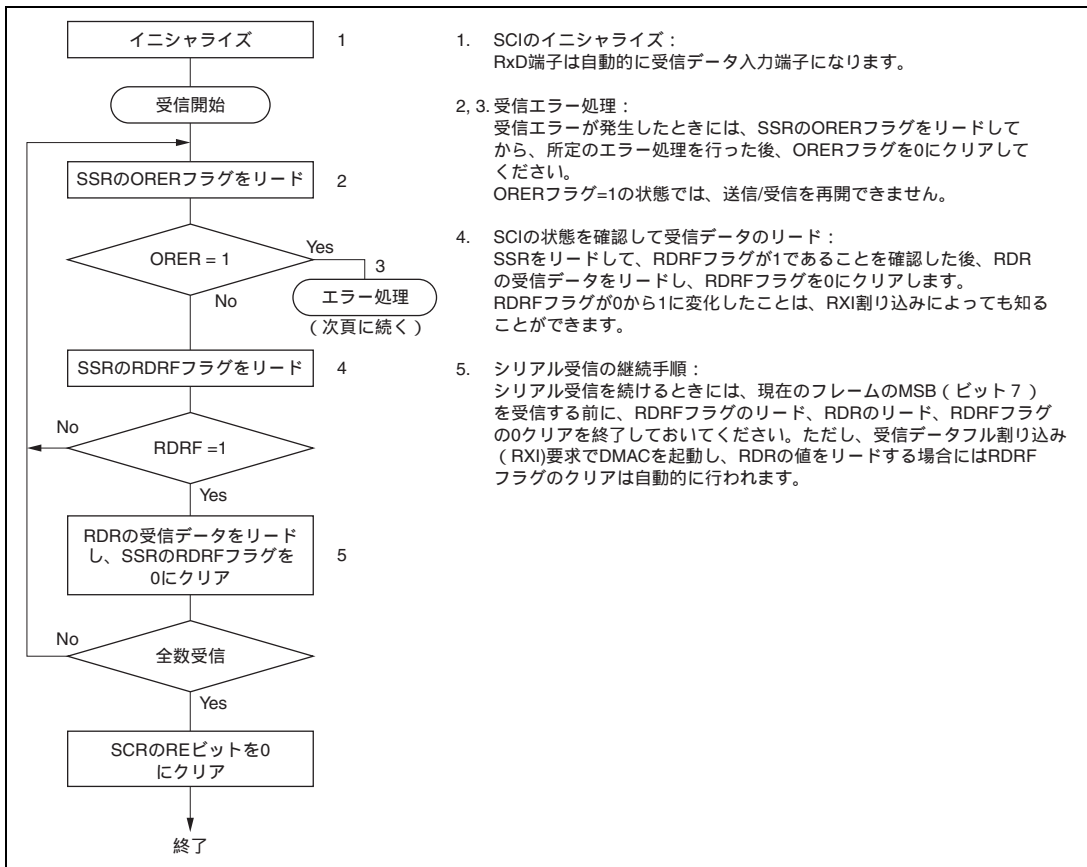 イニシャライズ
1
受信開始
SSRのORERフラグをリード
2
ORER = 1
Yes
3
No
エラー処理
(次頁に続く)
SSRのRDRFフラグをリード
4
No
RDRF =1
Yes
RDRの受信データをリード
し、SSRのRDRFフラグを
0にクリア
5
No
全数受信
Yes
SCRのREビットを0
にクリア
終了
1. SCIのイニシャライズ:
RxD端子は自動的に受信データ入力端子になります。
2, 3. 受信エラー処理:
受信エラーが発生したときには、SSRのORERフラグをリードして
から、所定のエラー処理を行った後、ORERフラグを0にクリアして
ください。
ORERフラグ=1の状態では、送信/受信を再開できません。
4. SCIの状態を確認して受信データのリード:
SSRをリードして、RDRFフラグが1であることを確認した後、RDR
の受信データをリードし、RDRFフラグを0にクリアします。
RDRFフラグが0から1に変化したことは、RXI割り込みによっても知る
ことができます。
5. シリアル受信の継続手順:
シリアル受信を続けるときには、現在のフレームのMSB(ビット7)
を受信する前に、RDRFフラグのリード、RDRのリード、RDRFフラグ
の0クリアを終了しておいてください。ただし、受信データフル割り込み
(RXI)要求でDMACを起動し、RDRの値をリードする場合にはRDRF
フラグのクリアは自動的に行われます。